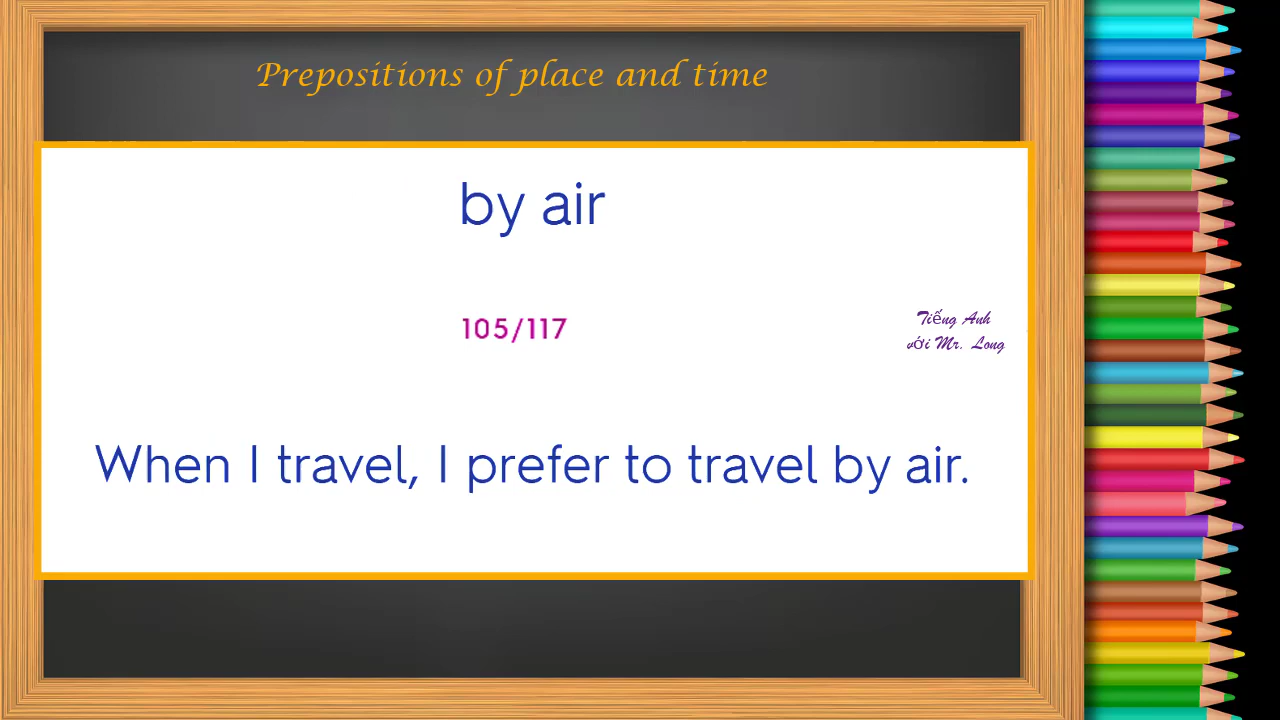 Prepositions of place and time
by air
105/117
Tiếng Anh
với Mr. Long
When I travel, I prefer to travel by air.